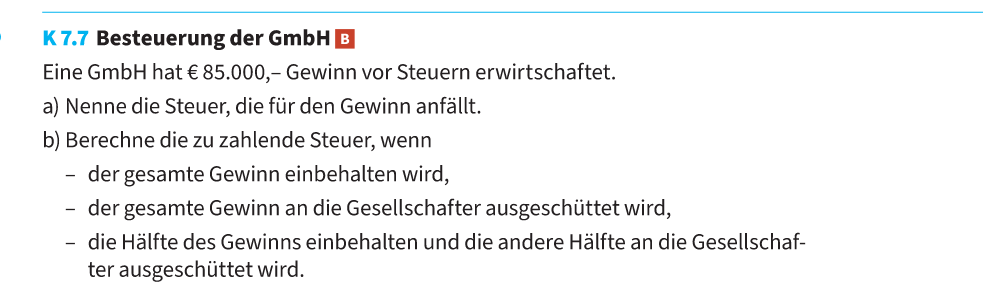 K 7.7 Besteuerung der GmbH B
Eine GmbH hat € 85.000,– Gewinn vor Steuern erwirtschaftet.
a) Nenne die Steuer, die für den Gewinn anfällt.
b) Berechne die zu zahlende Steuer, wenn
– der gesamte Gewinn einbehalten wird,
– der gesamte Gewinn an die Gesellschafter ausgeschüttet wird,
– die Hälfte des Gewinns einbehalten und die andere Hälfte an die Gesellschaf-
ter ausgeschüttet wird.